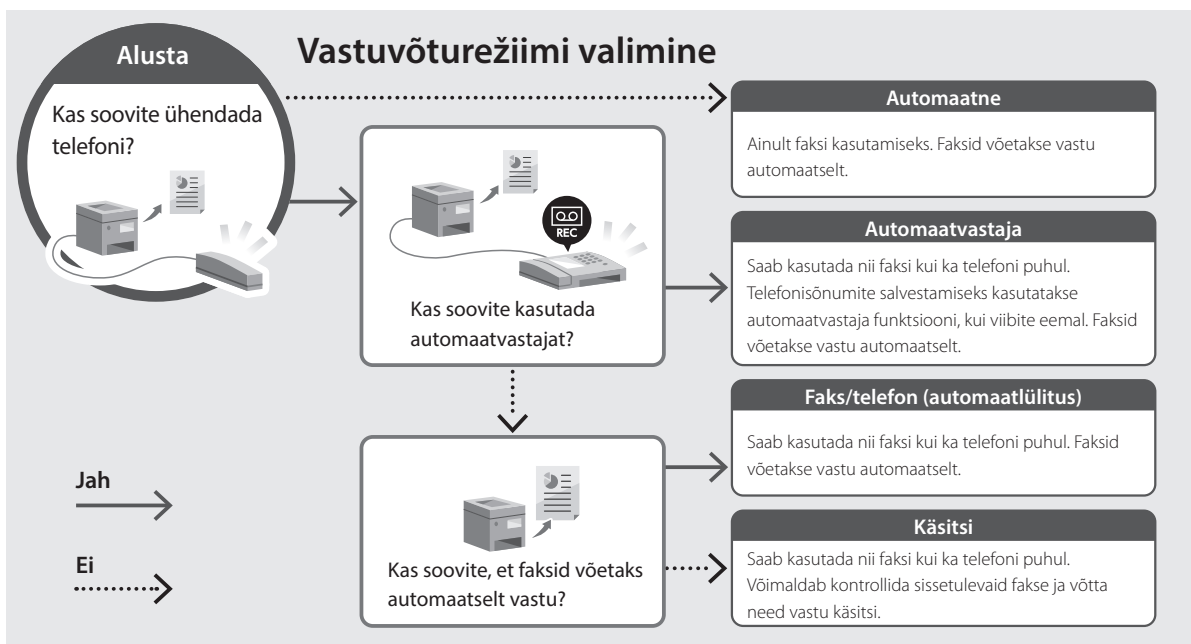 Vastuvõturežiimi valimine
Alusta
Kas soovite ühendada
telefoni?
REC
Kas soovite kasutada
automaatvastajat?
Kas soovite, et faksid võetaks
automaatselt vastu?
Automaatne
Ainult faksi kasutamiseks. Faksid võetakse vastu
automaatselt.
Automaatvastaja
Saab kasutada nii faksi kui ka telefoni puhul.
Telefonisõnumite salvestamiseks kasutatakse
automaatvastaja funktsiooni, kui viibite eemal. Faksid
võetakse vastu automaatselt.
Faks/telefon (automaatlülitus)
Saab kasutada nii faksi kui ka telefoni puhul. Faksid
võetakse vastu automaatselt.
Käsitsi
Saab kasutada nii faksi kui ka telefoni puhul.
Võimaldab kontrollida sissetulevaid fakse ja võtta
need vastu käsitsi.
Jah
Ei